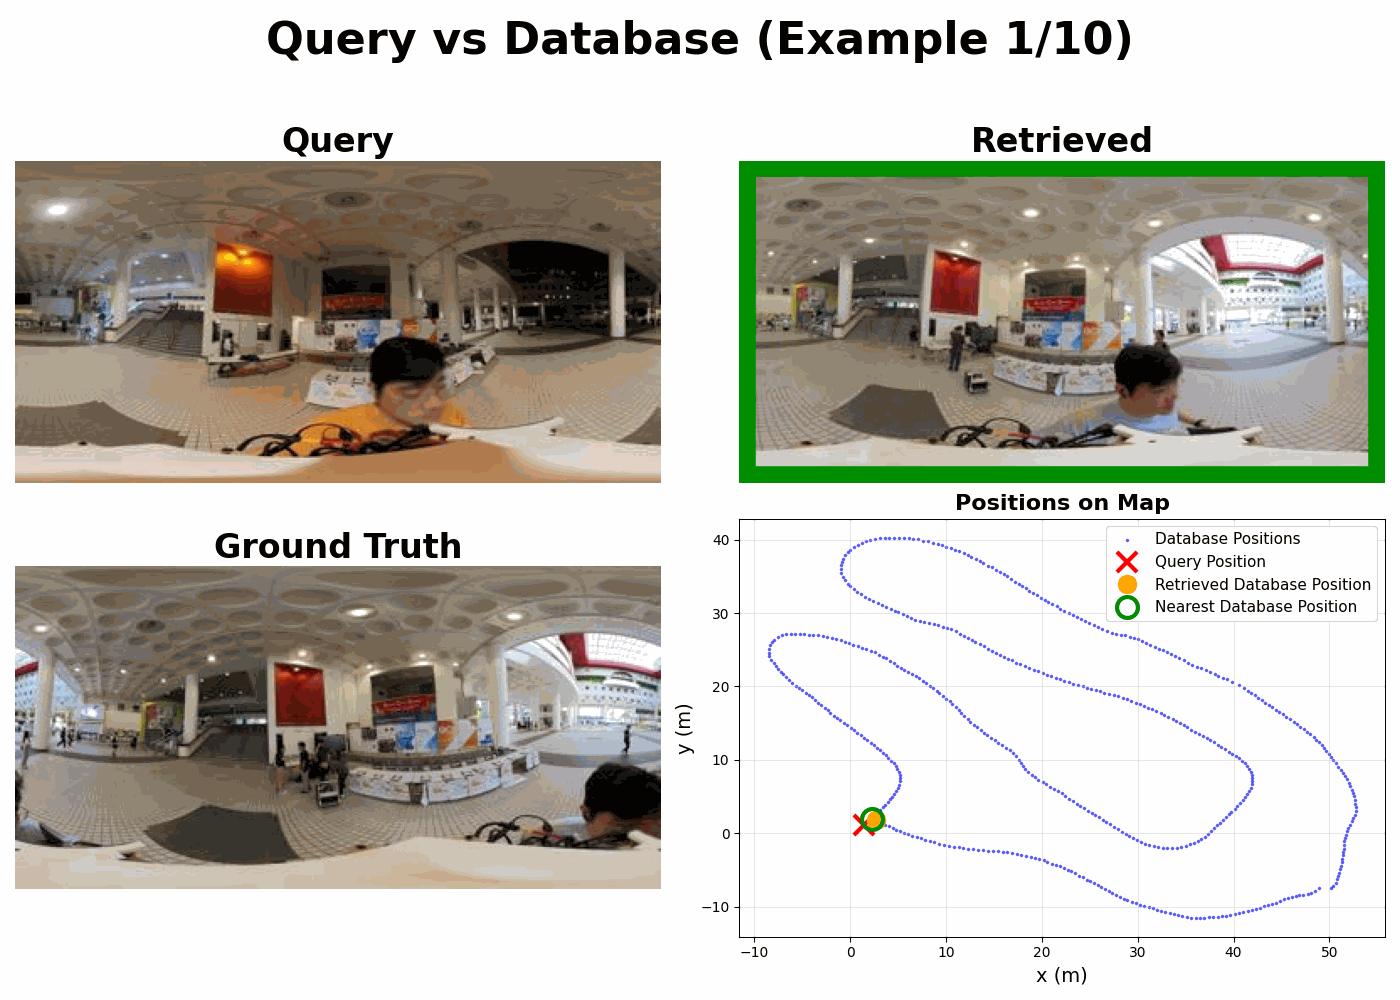 Query vs Database (Example 1/10)
Query
Retrieved
Ground Truth
Positions on Map
Database Positions
Query Position
Retrieved Database Position
Nearest Database Position
40
30
20
10
0
−10
y (m)
−10
0
10
20
30
40
50
x (m)